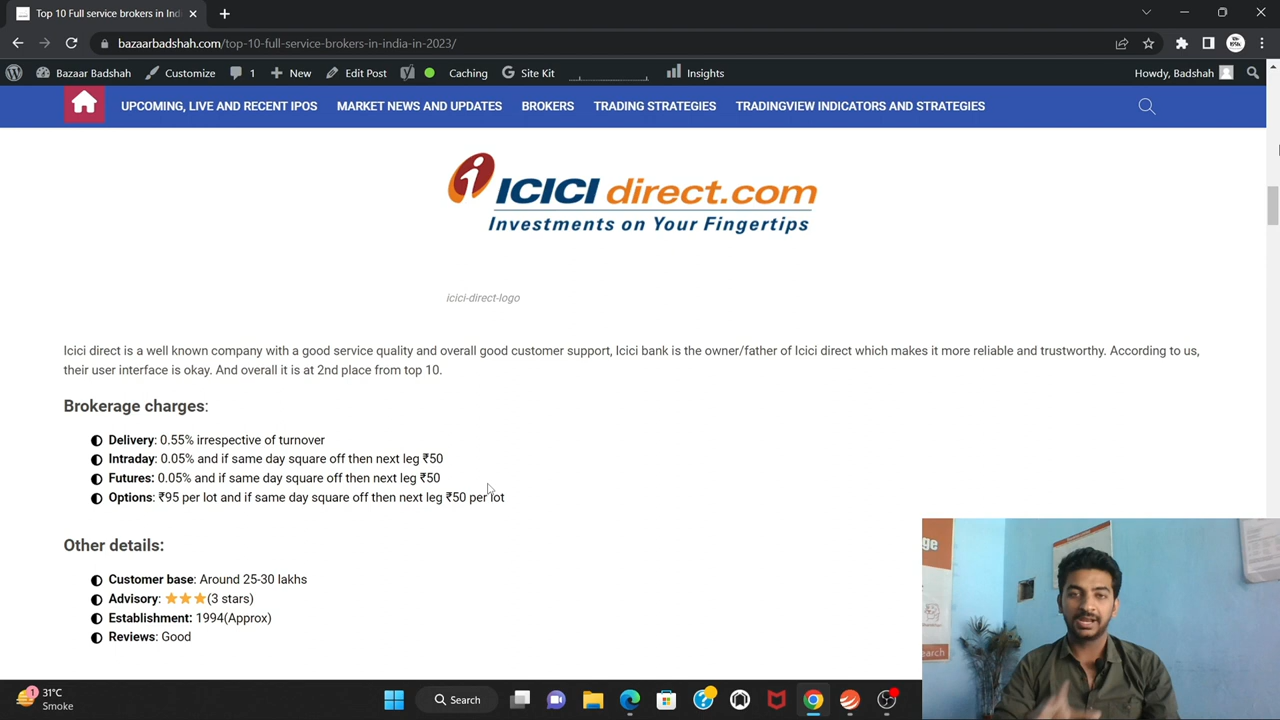 Top 10 Full service brokers in Indi
bazaarbadshah.com/top-10-full-service-brokers-in-india-in-2023/
Bazaar Badshah Customize 1 New Edit Post Caching Site Kit Insights Howdy, Badshah
UPCOMING, LIVE AND RECENT IPOS MARKET NEWS AND UPDATES BROKERS TRADING STRATEGIES TRADINGVIEW INDICATORS AND STRATEGIES
i ICICI direct.com
Investments on Your Fingertips
icici-direct-logo
Icici direct is a well known company with a good service quality and overall good customer support, Icici bank is the owner/father of Icici direct which makes it more reliable and trustworthy. According to us,
their user interface is okay. And overall it is at 2nd place from top 10.
Brokerage charges:
Delivery: 0.55% irrespective of turnover
Intraday: 0.05% and if same day square off then next leg ₹50
Futures: 0.05% and if same day square off then next leg ₹50
Options: ₹95 per lot and if same day square off then next leg ₹50 per lot
Other details:
Customer base: Around 25-30 lakhs
Advisory: ⭐⭐⭐(3 stars)
Establishment: 1994(Approx)
Reviews: Good
ge
earch
1
31°C
Smoke
Search